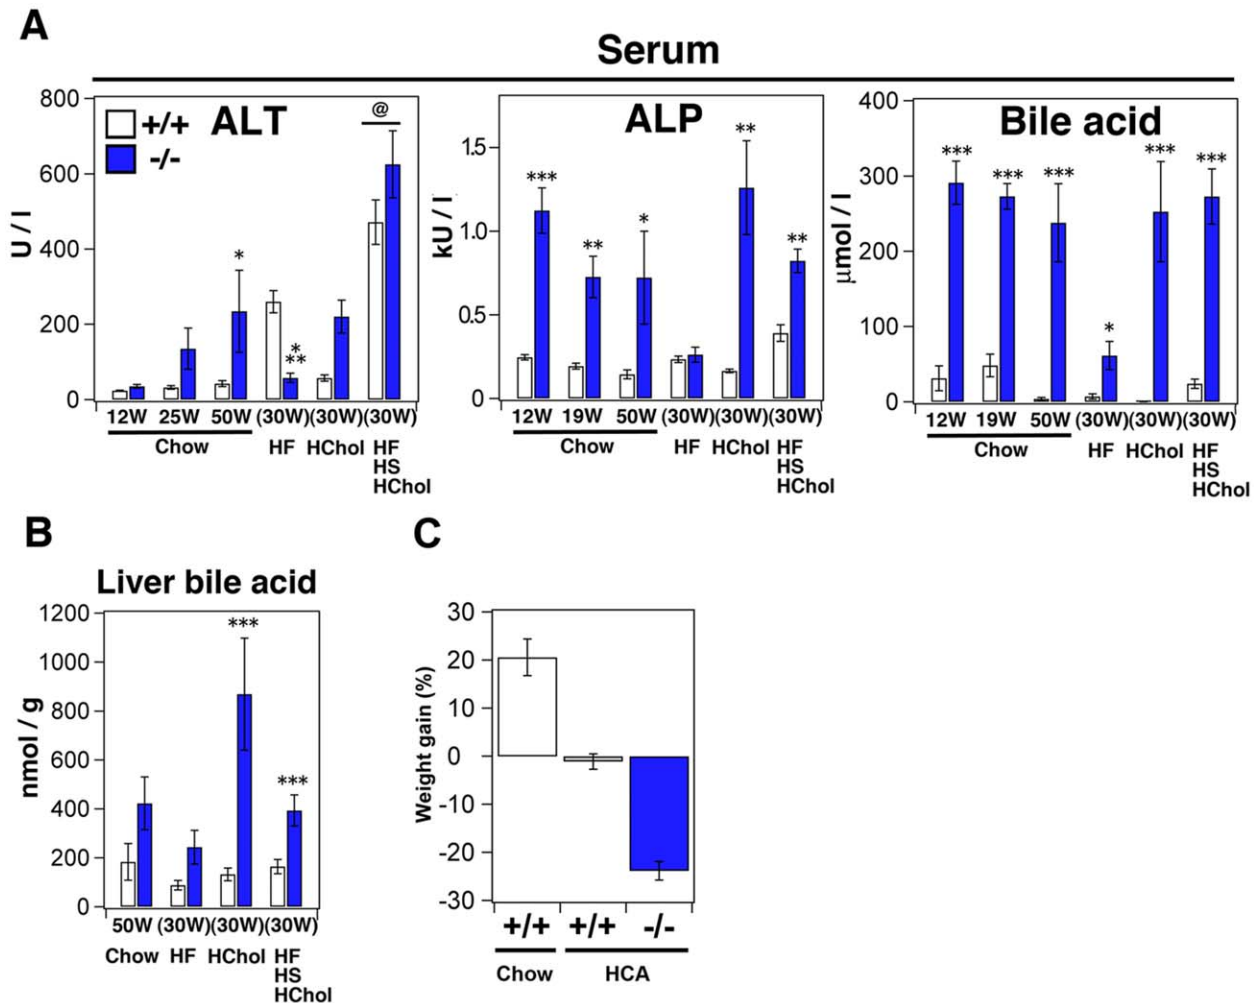 A
Serum
ALT
+/+
-/-
U / l
800
600
400
200
0
*
*
**
@
12W 25W 50W (30W) (30W) (30W)
Chow HF HChol HF
HS
HChol
ALP
kU / l
1.5
1.0
0.5
0
*** ** * ** **
12W 19W 50W (30W) (30W) (30W)
Chow HF HChol HF
HS
HChol
Bile acid
μmol / l
400
300
200
100
0
*** *** *** * *** ***
12W 19W 50W (30W) (30W) (30W)
Chow HF HChol HF
HS
HChol
B
Liver bile acid
nmol / g
1200
1000
800
600
400
200
0
*** ***
50W (30W) (30W) (30W)
Chow HF HChol HF
HS
HChol
C
Weight gain (%)
30
20
10
0
-10
-20
-30
+/+ +/+ -/-
Chow HCA